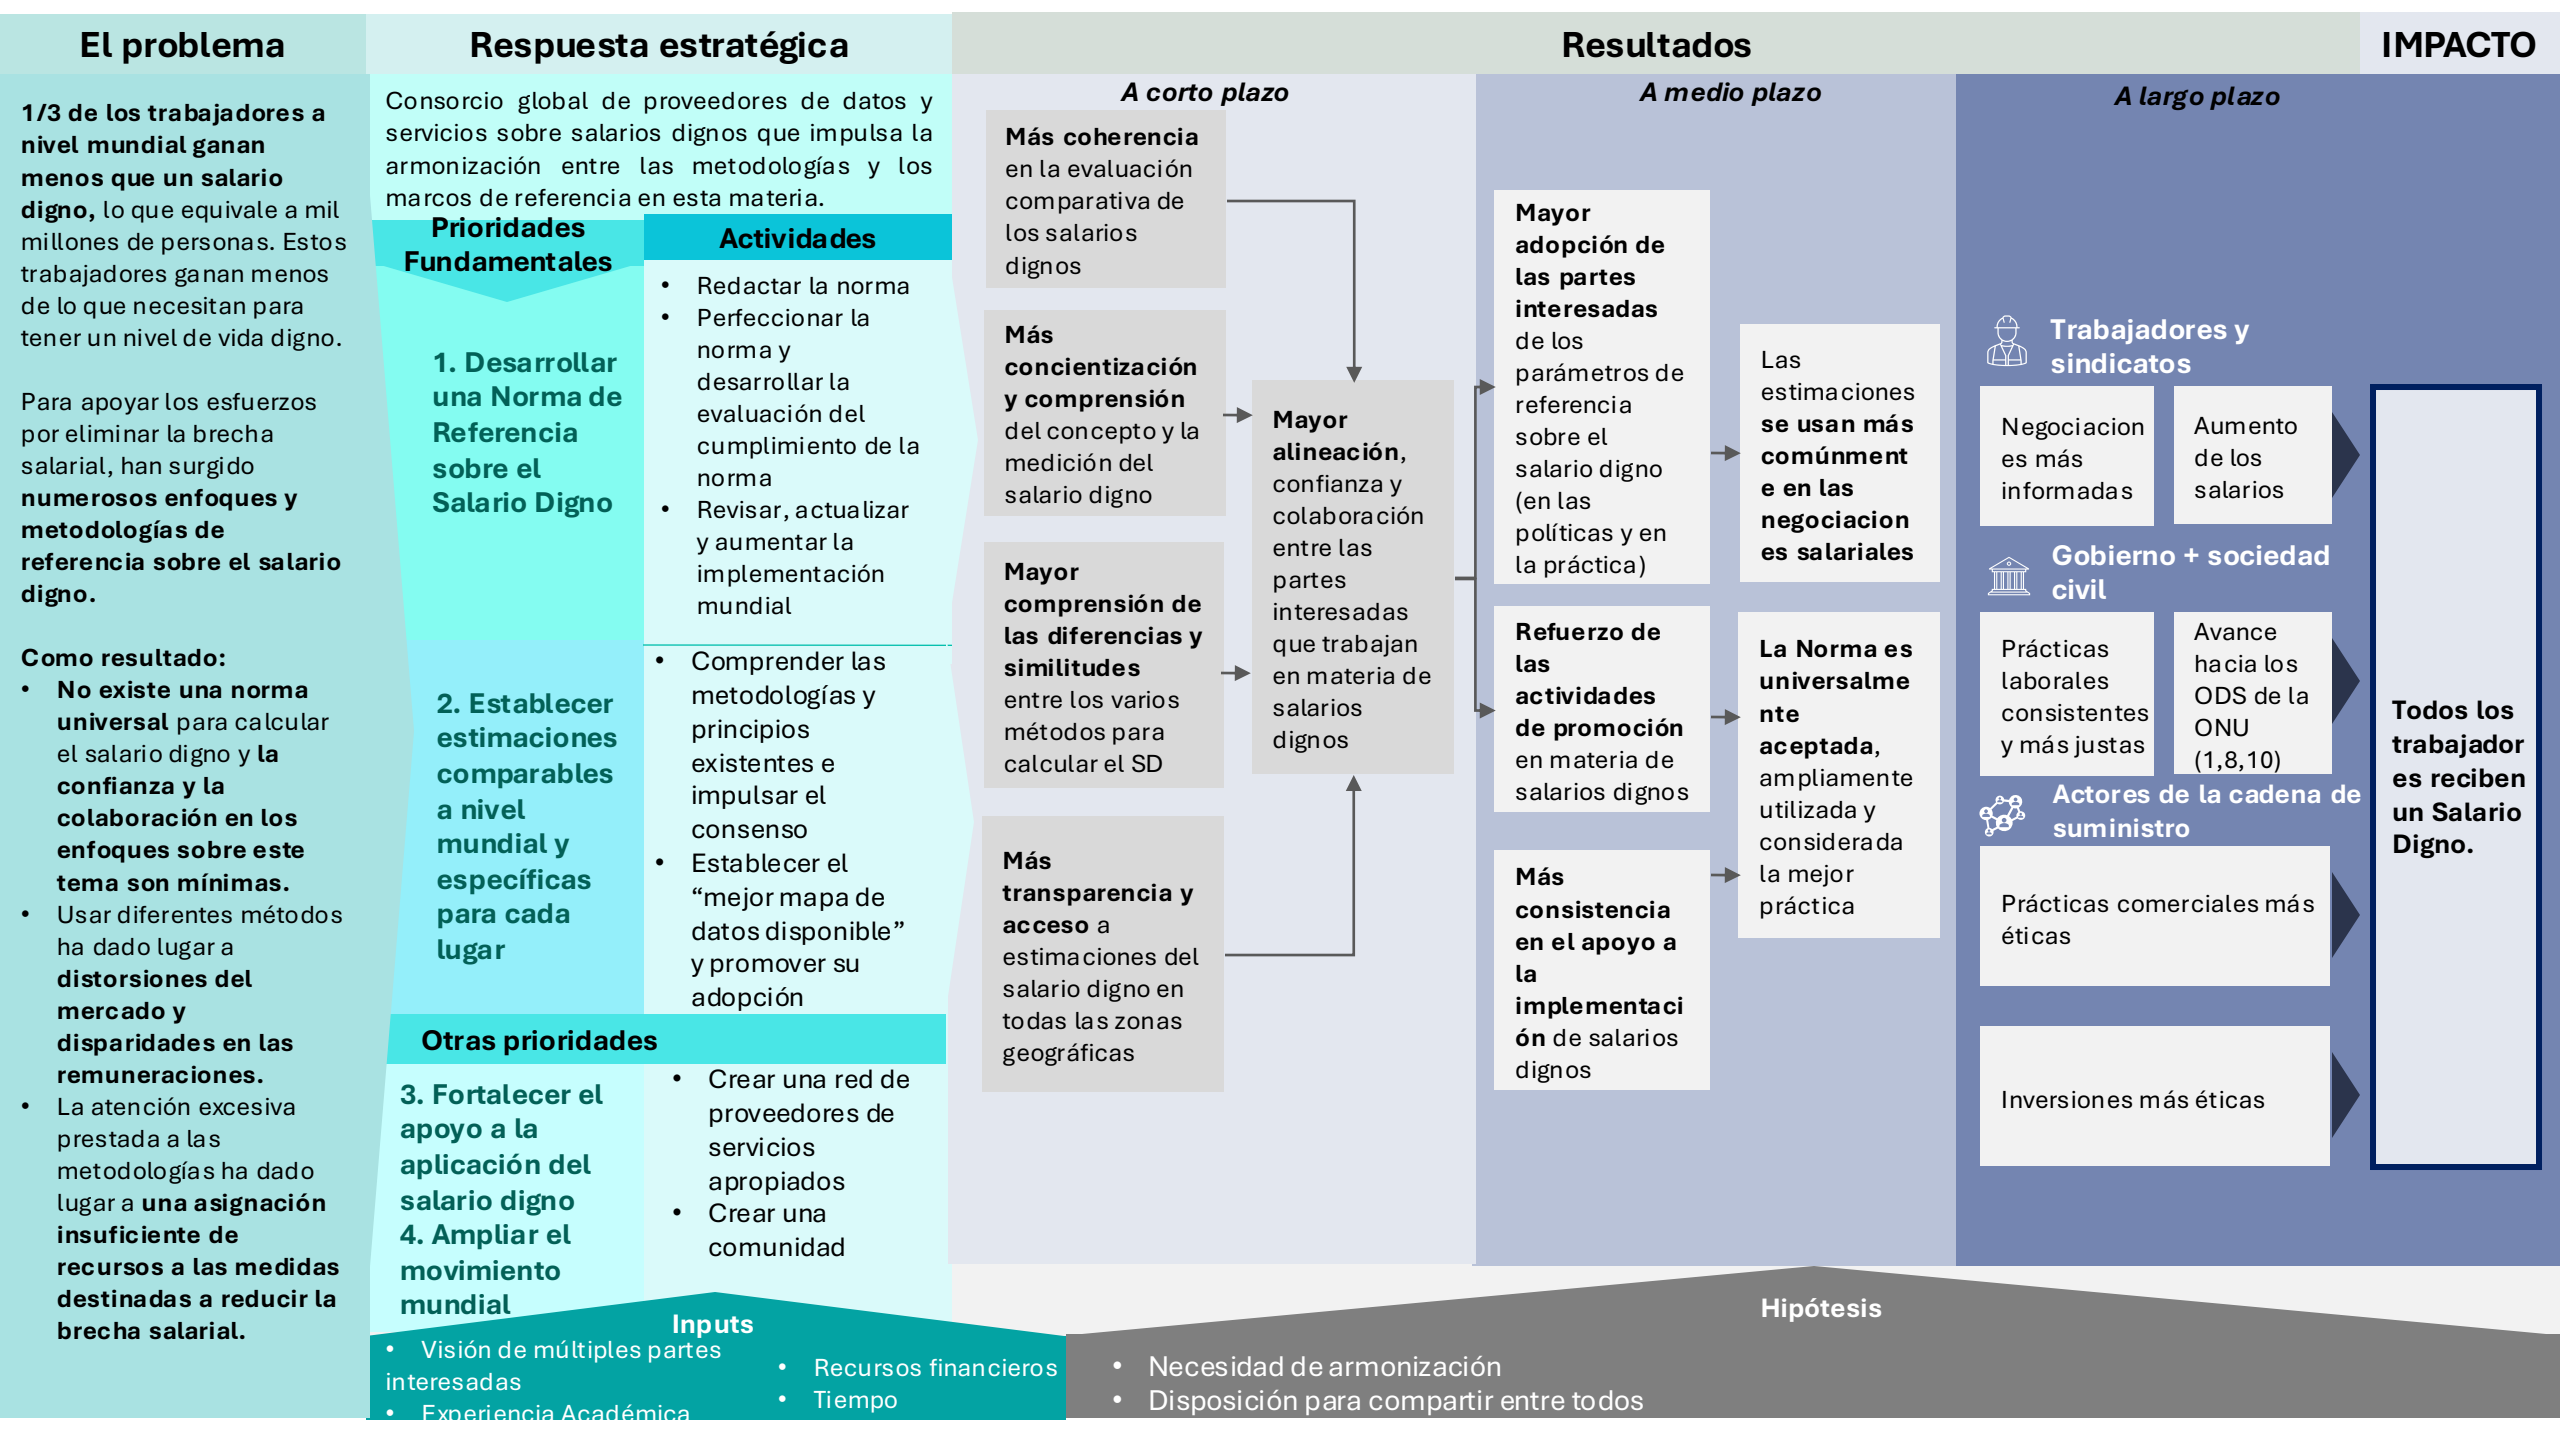 El problema
Respuesta estratégica
Resultados
IMPACTO
1/3 de los trabajadores a
nivel mundial ganan
menos que un salario
digno, lo que equivale a mil
millones de personas. Estos
trabajadores ganan menos
de lo que necesitan para
tener un nivel de vida digno.
Para apoyar los esfuerzos
por eliminar la brecha
salarial, han surgido
numerosos enfoques y
metodologías de
referencia sobre el salario
digno.
Como resultado:
• No existe una norma
universal para calcular
el salario digno y la
confianza y la
colaboración en los
enfoques sobre este
tema son mínimas.
• Usar diferentes métodos
ha dado lugar a
distorsiones del
mercado y
disparidades en las
remuneraciones.
• La atención excesiva
prestada a las
metodologías ha dado
lugar a una asignación
insuficiente de
recursos a las medidas
destinadas a reducir la
brecha salarial.
Consorcio global de proveedores de datos y
servicios sobre salarios dignos que impulsa la
armonización entre las metodologías y los
marcos de referencia en esta materia.
Prioridades
Fundamentales
Actividades
1. Desarrollar
una Norma de
Referencia
sobre el
Salario Digno
• Redactar la norma
• Perfeccionar la
norma y
desarrollar la
evaluación del
cumplimiento de la
norma
• Revisar, actualizar
y aumentar la
implementación
mundial
2. Establecer
estimaciones
comparables
a nivel
mundial y
específicas
para cada
lugar
• Comprender las
metodologías y
principios
existentes e
impulsar el
consenso
• Establecer el
“mejor mapa de
datos disponible”
y promover su
adopción
Otras prioridades
3. Fortalecer el
apoyo a la
aplicación del
salario digno
4. Ampliar el
movimiento
mundial
• Crear una red de
proveedores de
servicios
apropiados
• Crear una
comunidad
Inputs
• Visión de múltiples partes
interesadas
• Experiencia Académica
• Recursos financieros
• Tiempo
A corto plazo
Más coherencia
en la evaluación
comparativa de
los salarios
dignos
Más
concientización
y comprensión
del concepto y la
medición del
salario digno
Mayor
comprensión de
las diferencias y
similitudes
entre los varios
métodos para
calcular el SD
Más
transparencia y
acceso a
estimaciones del
salario digno en
todas las zonas
geográficas
Mayor
alineación,
confianza y
colaboración
entre las
partes
interesadas
que trabajan
en materia de
salarios
dignos
A medio plazo
Mayor
adopción de
las partes
interesadas
de los
parámetros de
referencia
sobre el
salario digno
(en las
políticas y en
la práctica)
Refuerzo de
las
actividades
de promoción
en materia de
salarios dignos
Más
consistencia
en el apoyo a
la
implementaci
ón de salarios
dignos
Las
estimaciones
se usan más
comúnment
e en las
negociacion
es salariales
La Norma es
universalme
nte
aceptada,
ampliamente
utilizada y
considerada
la mejor
práctica
A largo plazo
Trabajadores y
sindicatos
Negociacion
es más
informadas
Aumento
de los
salarios
Gobierno + sociedad
civil
Prácticas
laborales
consistentes
y más justas
Avance
hacia los
ODS de la
ONU
(1,8,10)
Actores de la cadena de
suministro
Prácticas comerciales más
éticas
Inversiones más éticas
Todos los
trabajador
es reciben
un Salario
Digno.
Hipótesis
• Necesidad de armonización
• Disposición para compartir entre todos